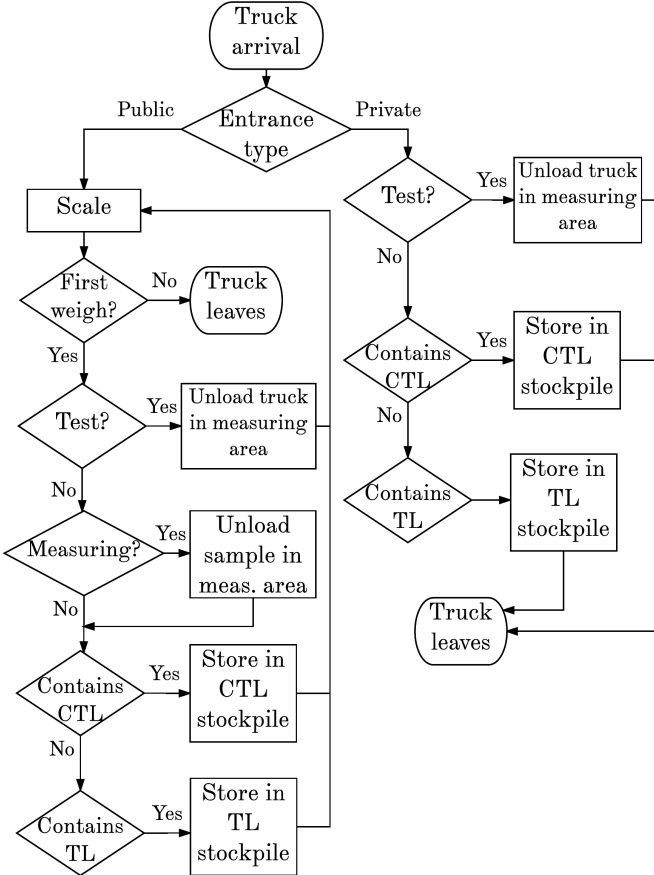 Truck
arrival
Public
Private
Entrance
type
Scale
Test?
Yes
Unload truck
in measuring
area
No
First
weigh?
No
Truck
leaves
Yes
Contains
CTL
Yes
Store in
CTL
stockpile
No
Test?
Yes
Unload truck
in measuring
area
No
Contains
TL
Store in
TL
stockpile
Measuring?
Yes
Unload
sample in
meas. area
No
Truck
leaves
Contains
CTL
Yes
Store in
CTL
stockpile
No
Contains
TL
Yes
Store in
TL
stockpile